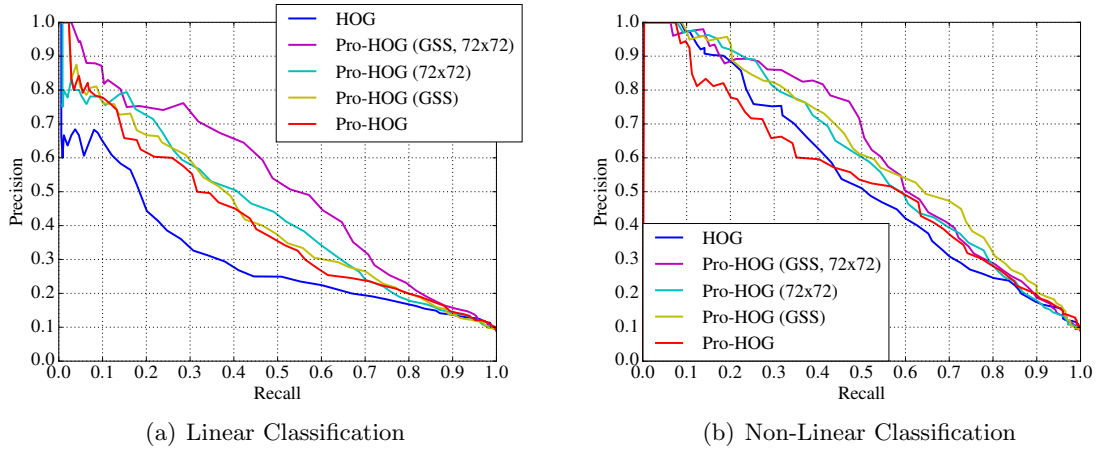 1.0
0.9
0.8
0.7
0.6
0.5
0.4
0.3
0.2
0.1
0.0
Precision
HOG
Pro-HOG (GSS, 72x72)
Pro-HOG (72x72)
Pro-HOG (GSS)
Pro-HOG
0.0 0.1 0.2 0.3 0.4 0.5 0.6 0.7 0.8 0.9 1.0
Recall
(a) Linear Classification
1.0
0.9
0.8
0.7
0.6
0.5
0.4
0.3
0.2
0.1
0.0
Precision
HOG
Pro-HOG (GSS, 72x72)
Pro-HOG (72x72)
Pro-HOG (GSS)
Pro-HOG
0.0 0.1 0.2 0.3 0.4 0.5 0.6 0.7 0.8 0.9 1.0
Recall
(b) Non-Linear Classification